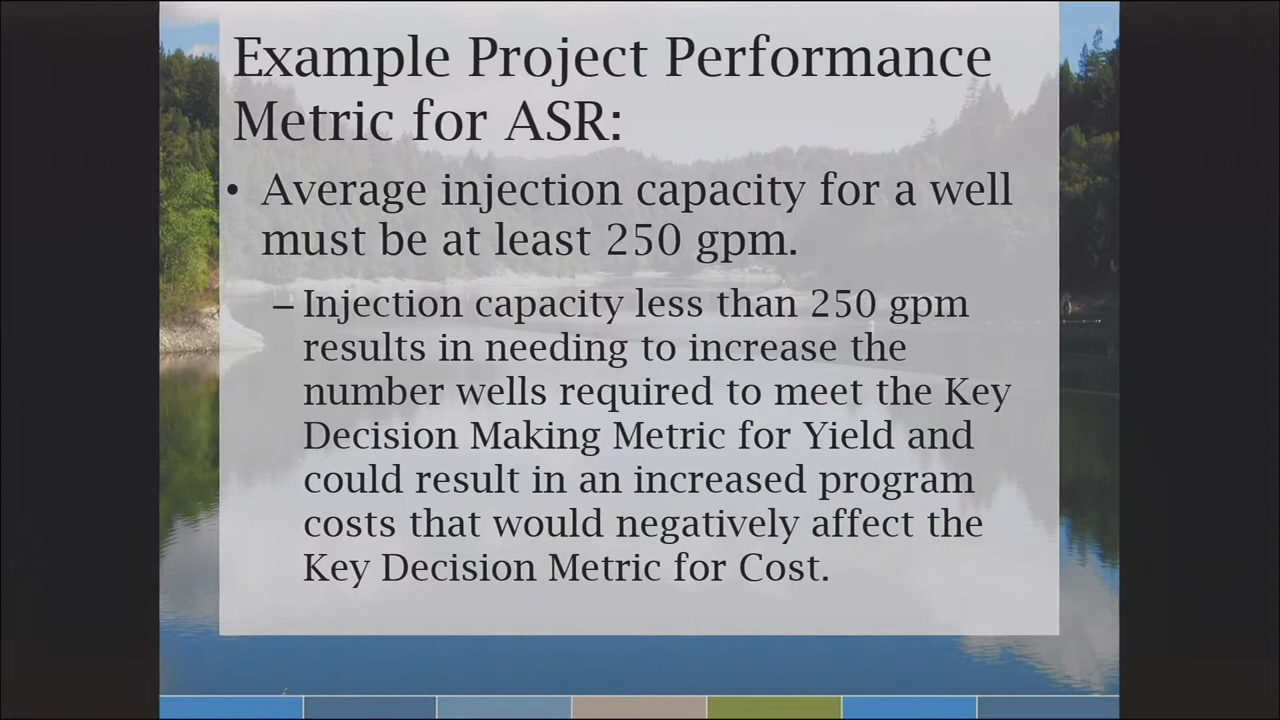 Example Project Performance
Metric for ASR:
• Average injection capacity for a well
must be at least 250 gpm.
– Injection capacity less than 250 gpm
results in needing to increase the
number wells required to meet the Key
Decision Making Metric for Yield and
could result in an increased program
costs that would negatively affect the
Key Decision Metric for Cost.